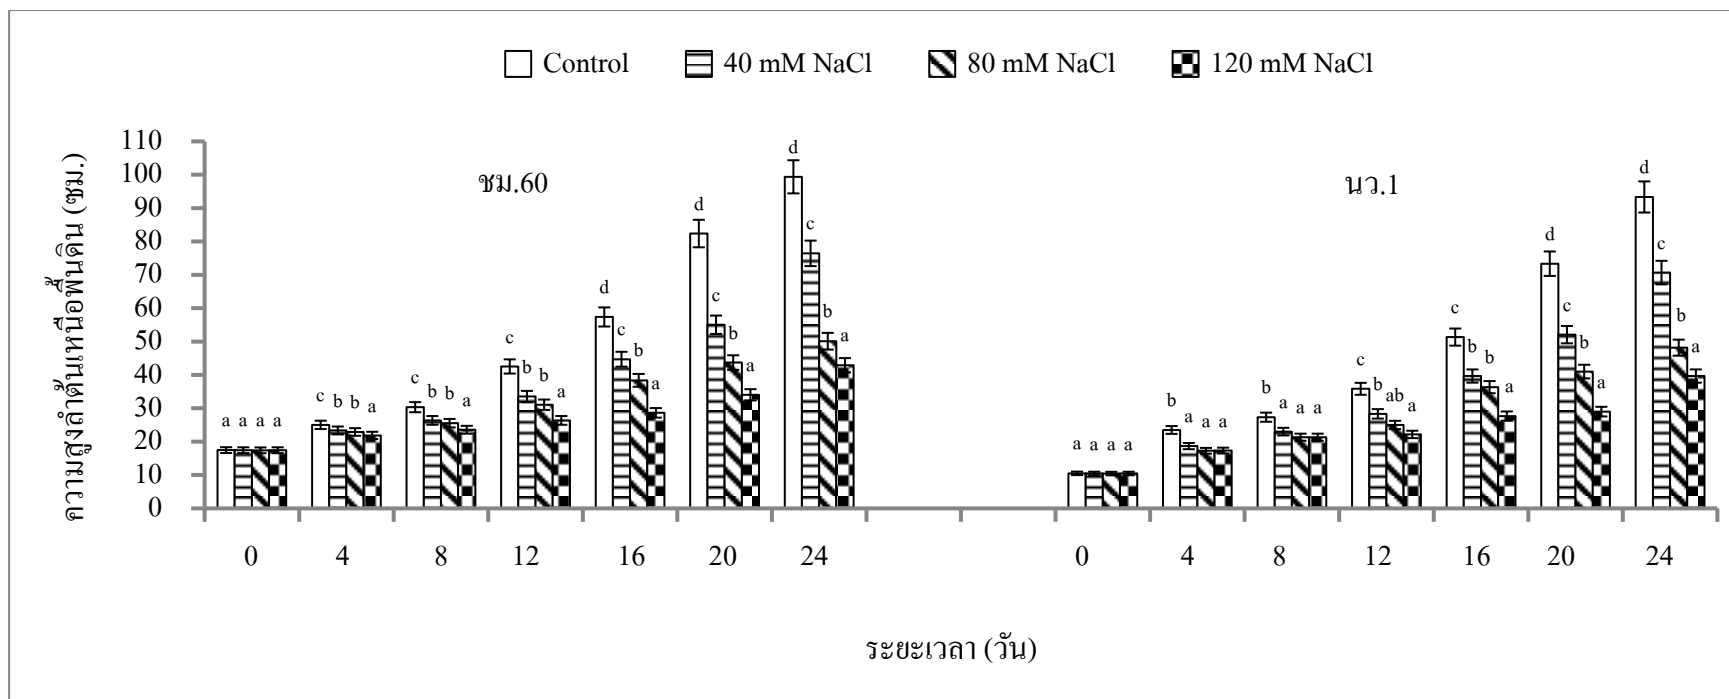 Control 40 mM NaCl 80 mM NaCl 120 mM NaCl
ความสูงลำต้นเหนือพื้นดิน (ซม.)
110
100
90
80
70
60
50
40
30
20
10
0
ชม.60
นว.1
a a a a
c b b a
c b b a
c b b a
d c b a
d c b a
d c b a
a a a a
b a a a
b a a a
c b ab a
c b b a
d c b a
d c b a
0 4 8 12 16 20 24 0 4 8 12 16 20 24
ระยะเวลา (วัน)